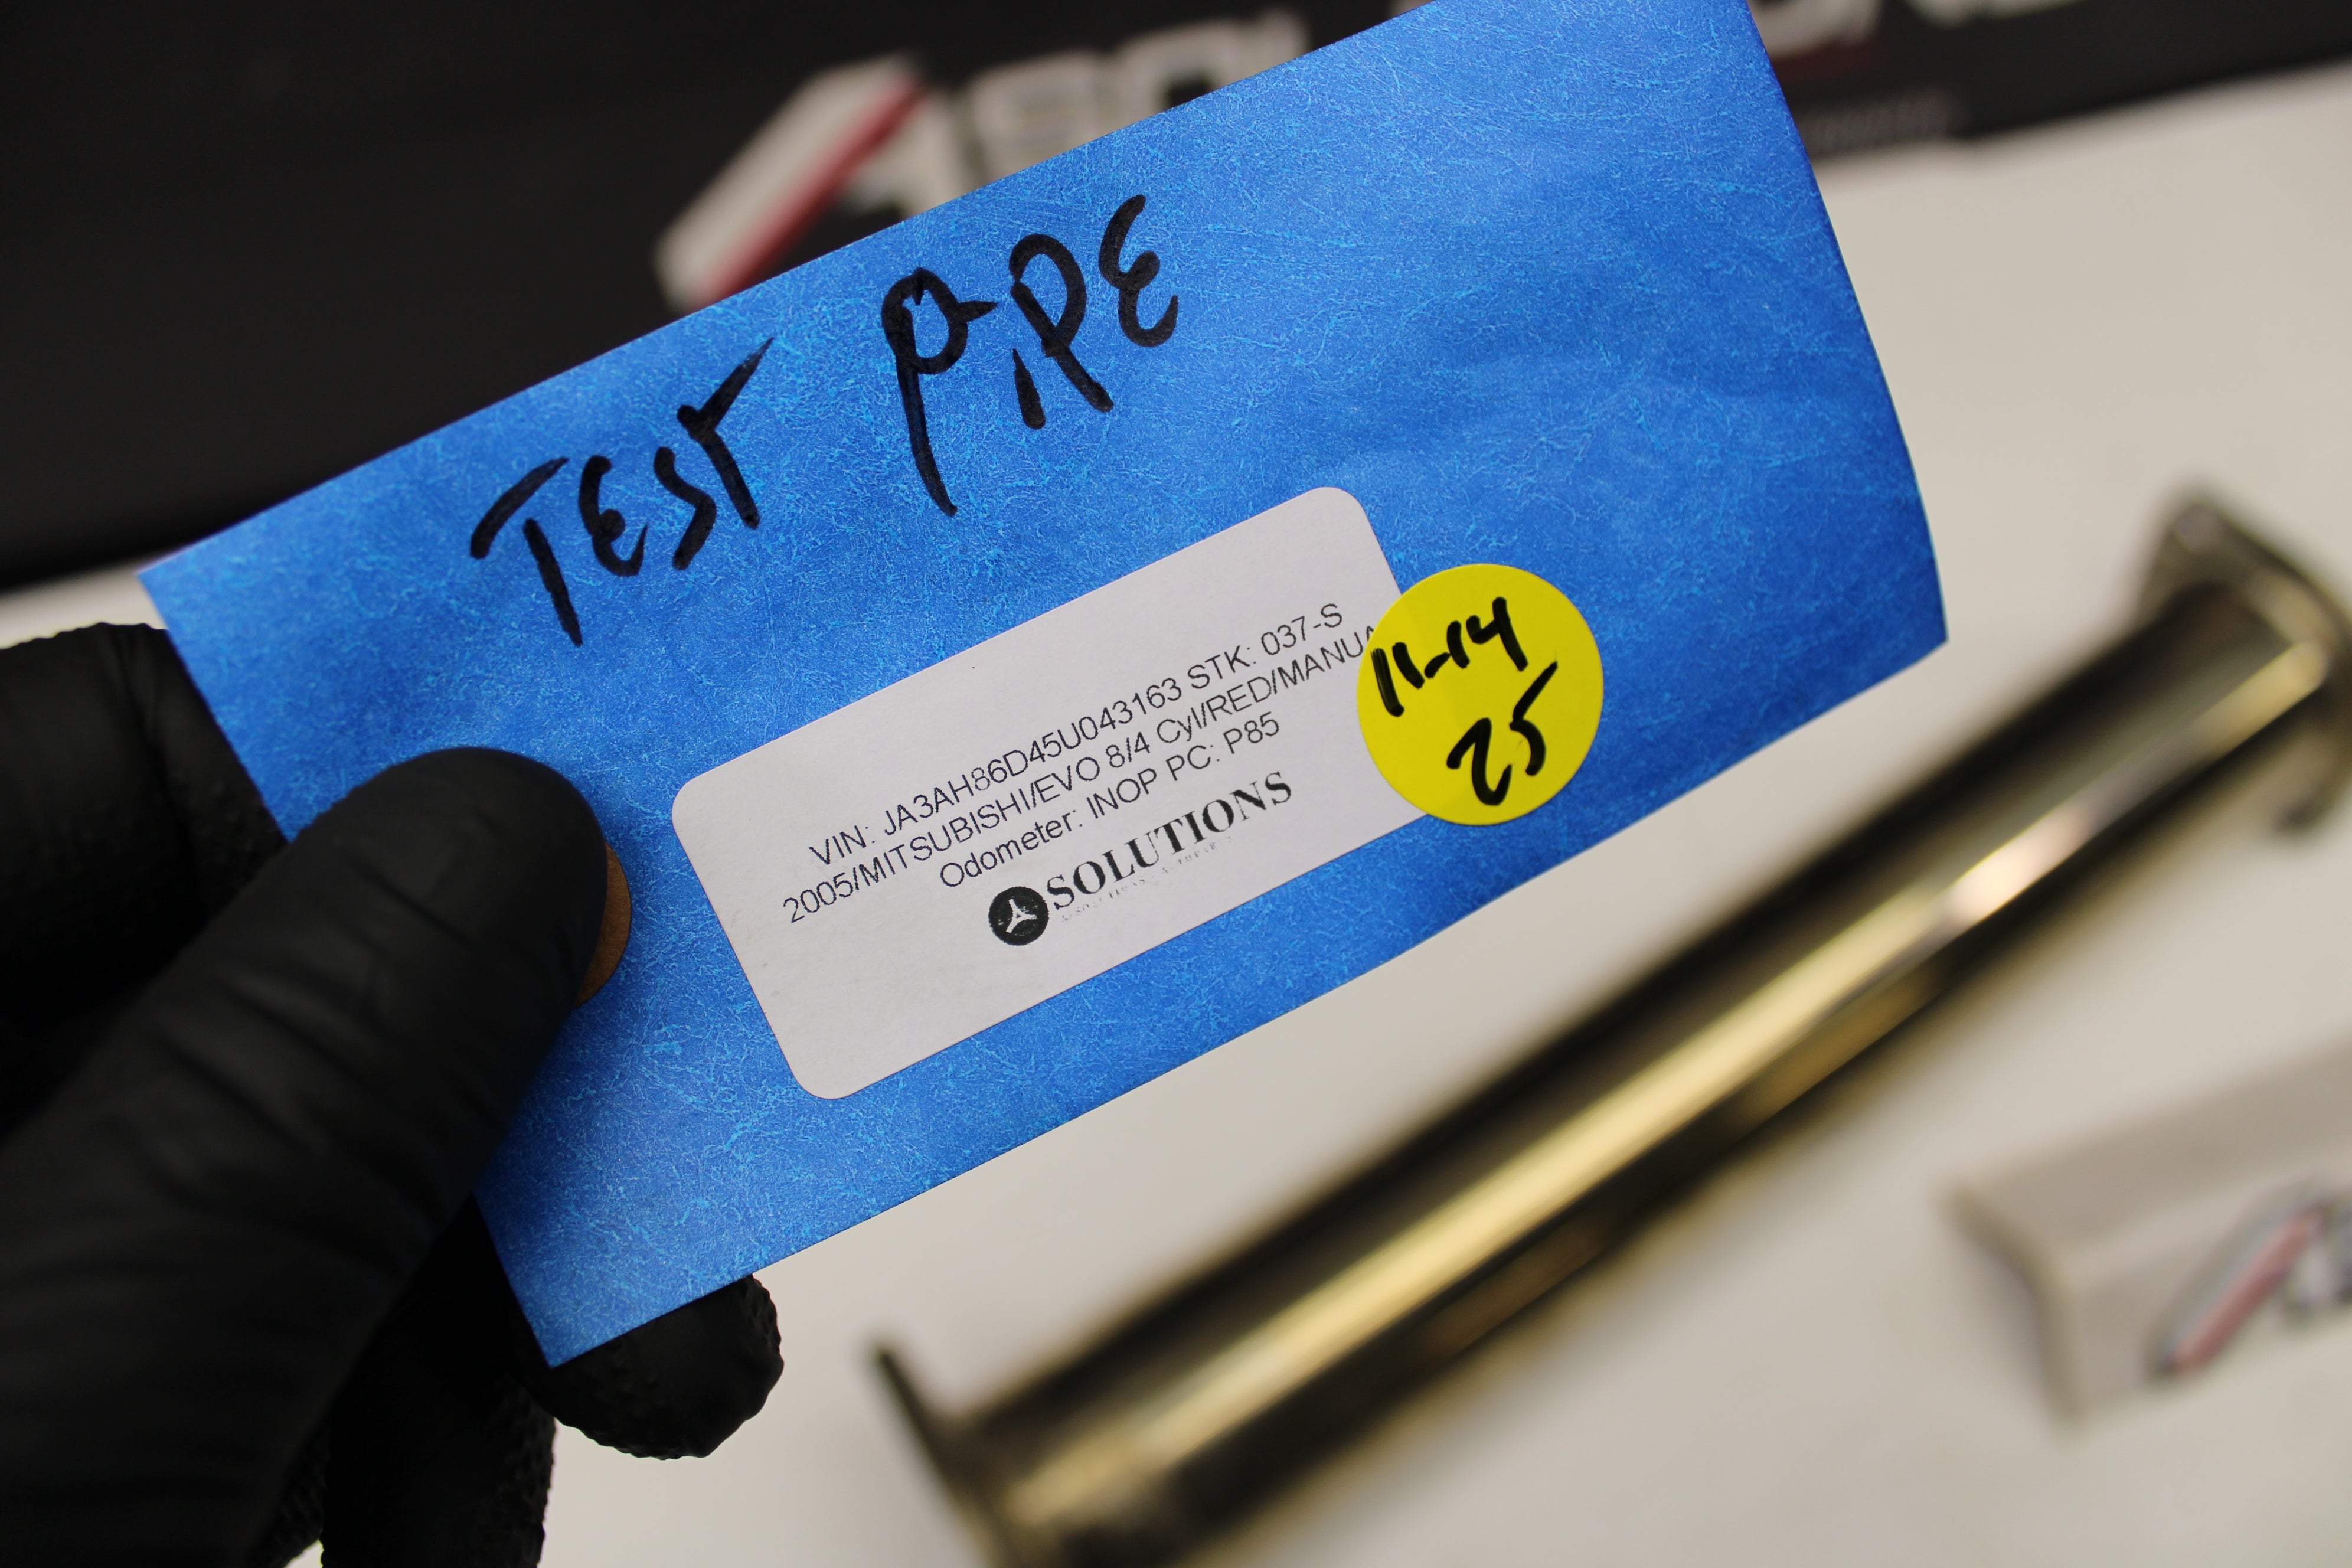 TEST PIPE
VIN: JA3AH86D45U043163 STK: 037-S
2005/MITSUBISHI/EVO 8/4 Cyl/RED/MANUA
Odometer: INOP PC: P85
SOLUTIONS
11-14
25